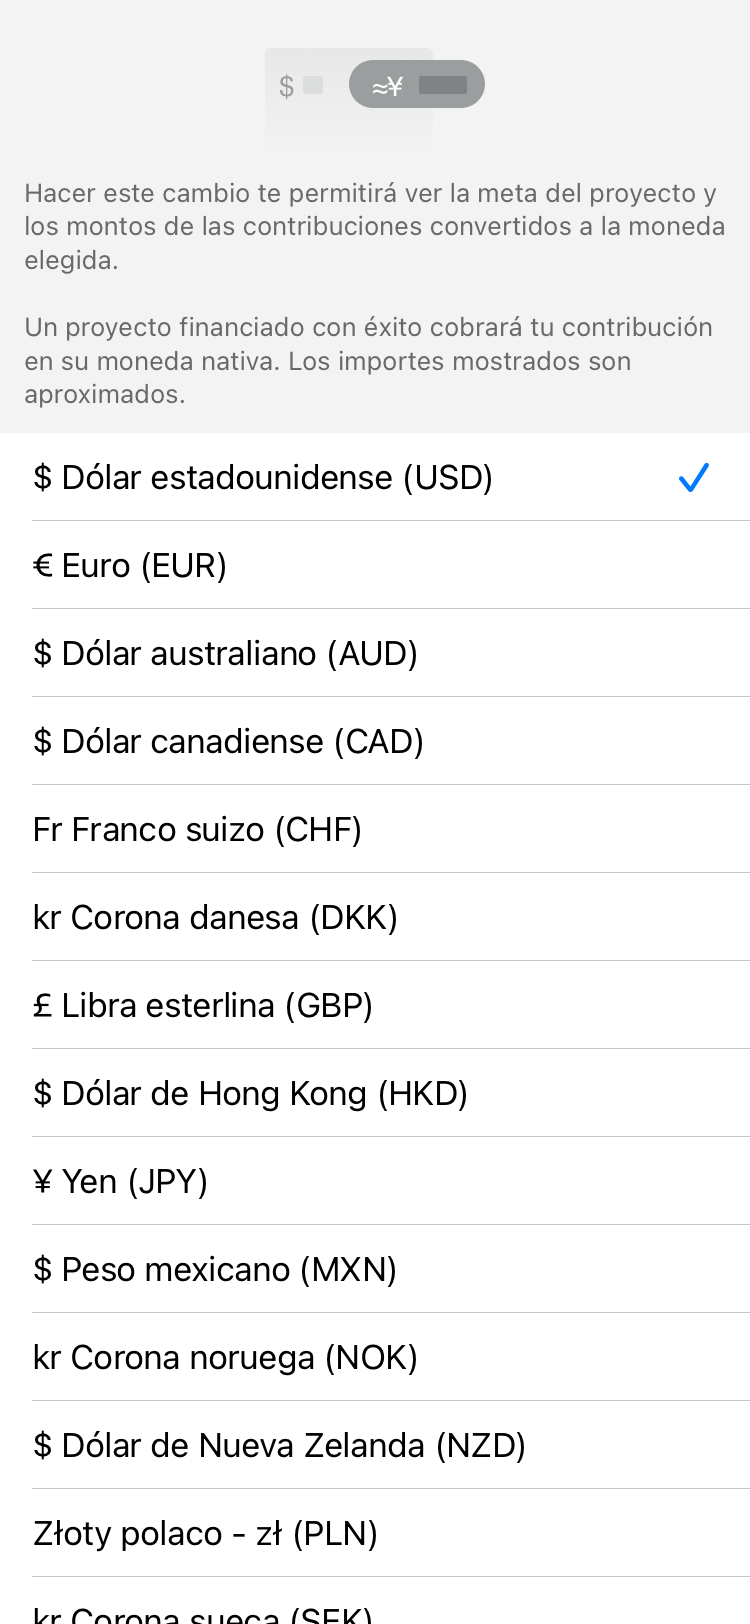 $ ≈¥
Hacer este cambio te permitirá ver la meta del proyecto y
los montos de las contribuciones convertidos a la moneda
elegida.
Un proyecto financiado con éxito cobrará tu contribución
en su moneda nativa. Los importes mostrados son
aproximados.
$ Dólar estadounidense (USD)
€ Euro (EUR)
$ Dólar australiano (AUD)
$ Dólar canadiense (CAD)
Fr Franco suizo (CHF)
kr Corona danesa (DKK)
£ Libra esterlina (GBP)
$ Dólar de Hong Kong (HKD)
¥ Yen (JPY)
$ Peso mexicano (MXN)
kr Corona noruega (NOK)
$ Dólar de Nueva Zelanda (NZD)
Złoty polaco - zł (PLN)
kr Corona sueca (SEK)